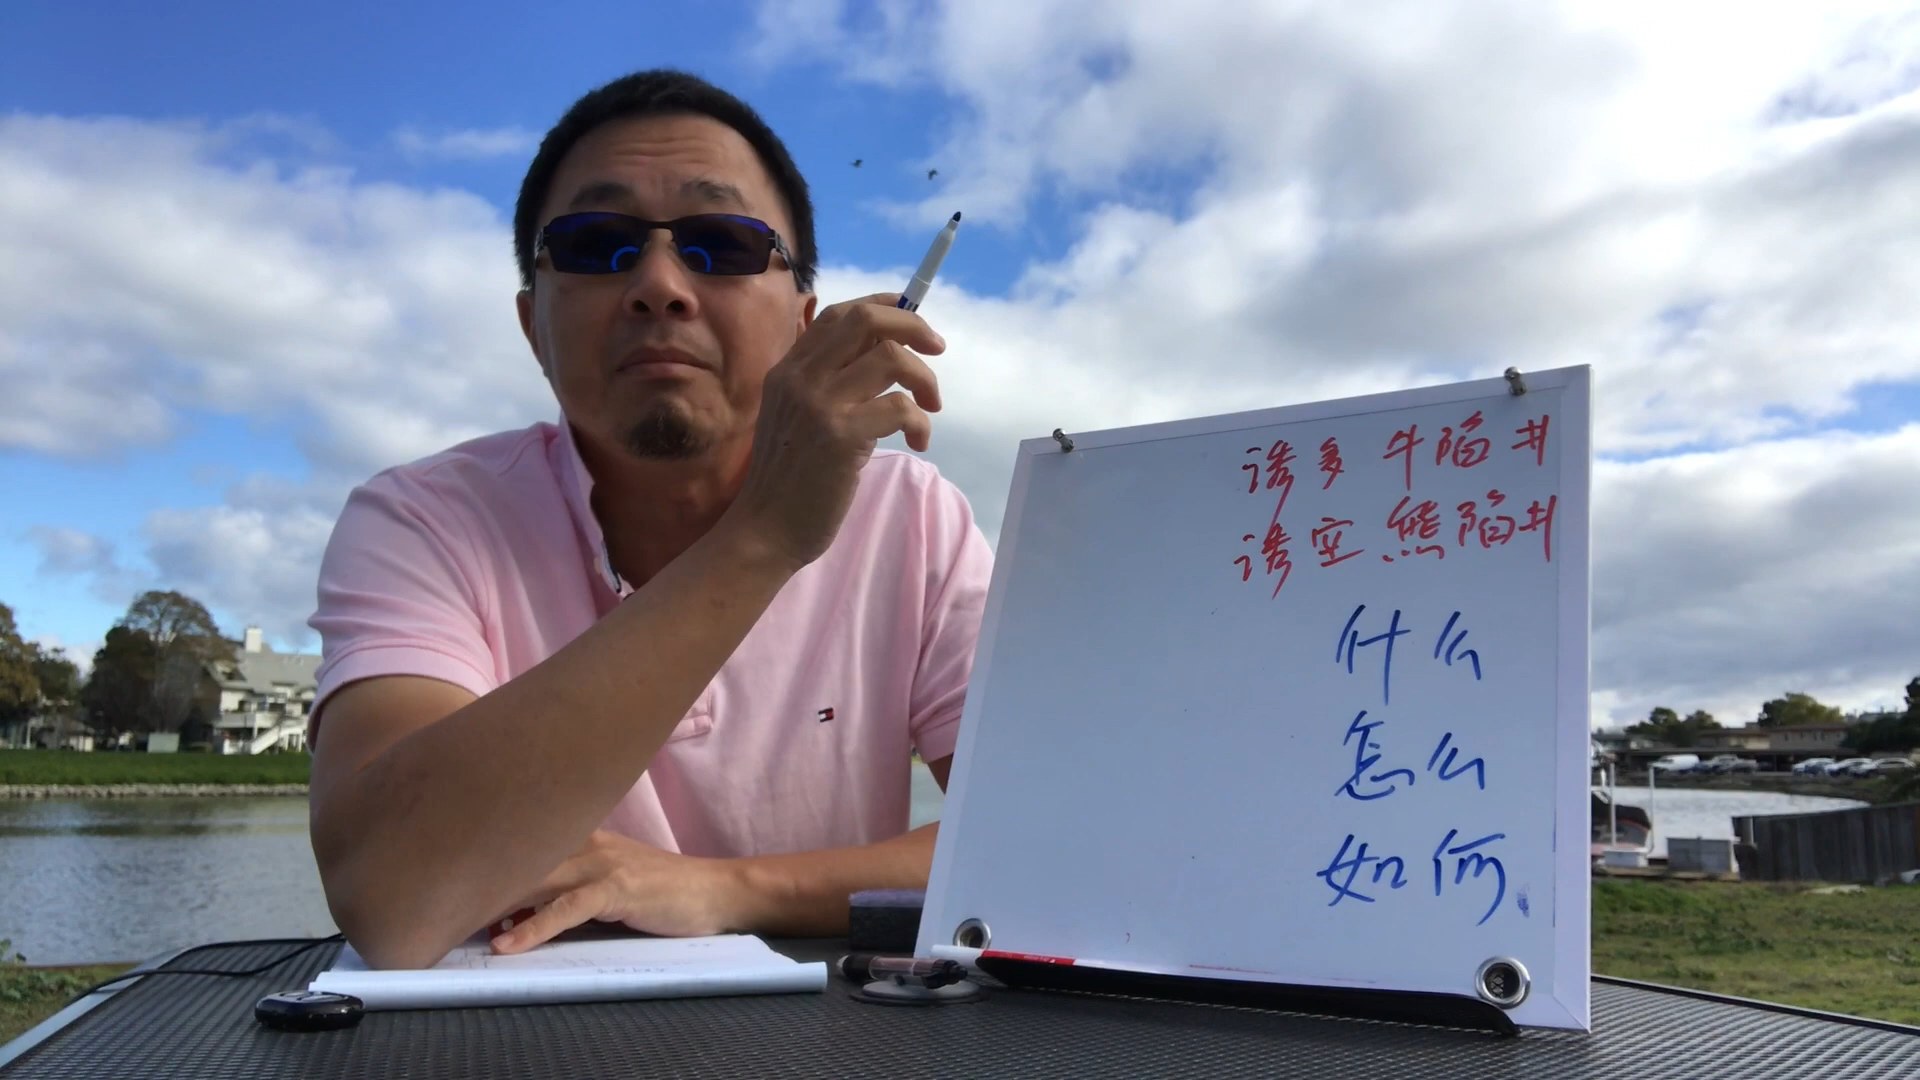 诱多 牛陷井
诱空 熊陷井
什么
怎么
如何